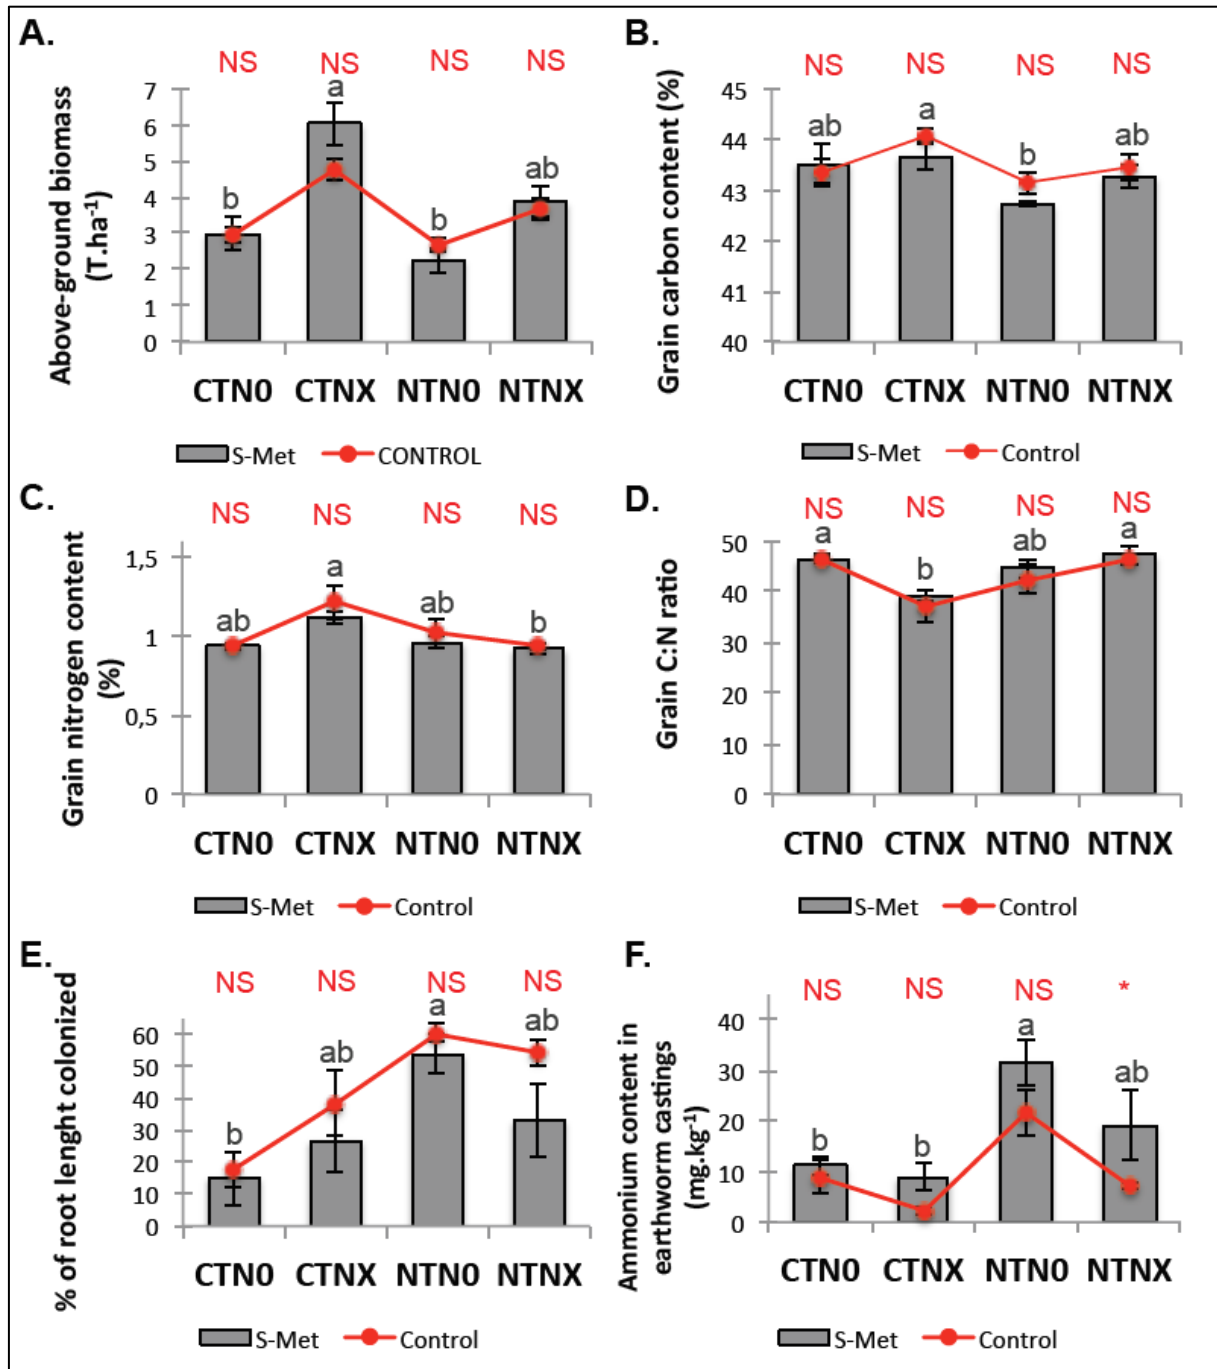 A.
NS NS NS NS
Above-ground biomass
(T.ha-1)
7
6
5
4
3
2
1
0
b a b ab
CTN0 CTNX NTN0 NTNX
S-Met CONTROL
B.
NS NS NS NS
Grain carbon content (%)
45
44
43
42
41
40
ab a b ab
CTN0 CTNX NTN0 NTNX
S-Met Control
C.
NS NS NS NS
Grain nitrogen content
(%)
1,5
1
0,5
0
ab a ab b
CTN0 CTNX NTN0 NTNX
S-Met Control
D.
NS NS NS NS
Grain C:N ratio
50
40
30
20
10
0
a b ab a
CTN0 CTNX NTN0 NTNX
S-Met Control
E.
NS NS NS NS
% of root lenght colonized
60
50
40
30
20
10
0
b ab a ab
CTN0 CTNX NTN0 NTNX
S-Met Control
F.
NS NS NS *
Ammonium content in
earthworm castings
(mg.kg-1)
40
30
20
10
0
b b a ab
CTN0 CTNX NTN0 NTNX
S-Met Control